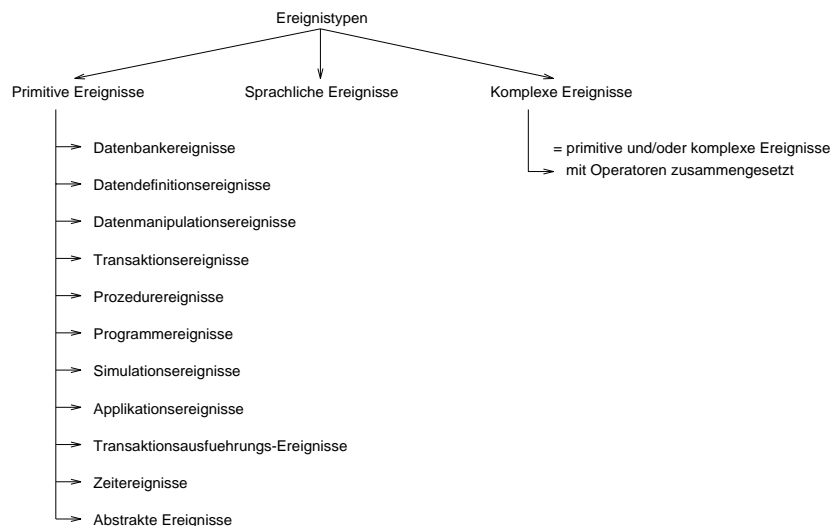 Ereignistypen
Primitive Ereignisse
Sprachliche Ereignisse
Komplexe Ereignisse
Datenbankereignisse
Datendefinitionsereignisse
Datenmanipulationsereignisse
Transaktionsereignisse
Prozedurereignisse
Programmereignisse
Simulationsereignisse
Applikationsereignisse
Transaktionsausfuehrungs-Ereignisse
Zeitereignisse
Abstrakte Ereignisse
= primitive und/oder komplexe Ereignisse
mit Operatoren zusammengesetzt